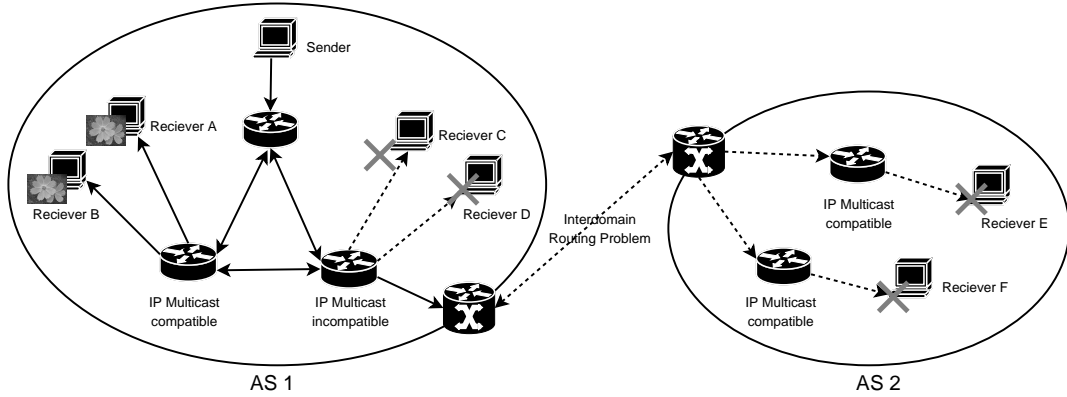 Sender
Reciever A
Reciever B
Reciever C
Reciever D
IP Multicast
compatible
IP Multicast
incompatible
AS 1
Interdomain
Routing Problem
IP Multicast
compatible
Reciever E
IP Multicast
compatible
Reciever F
AS 2